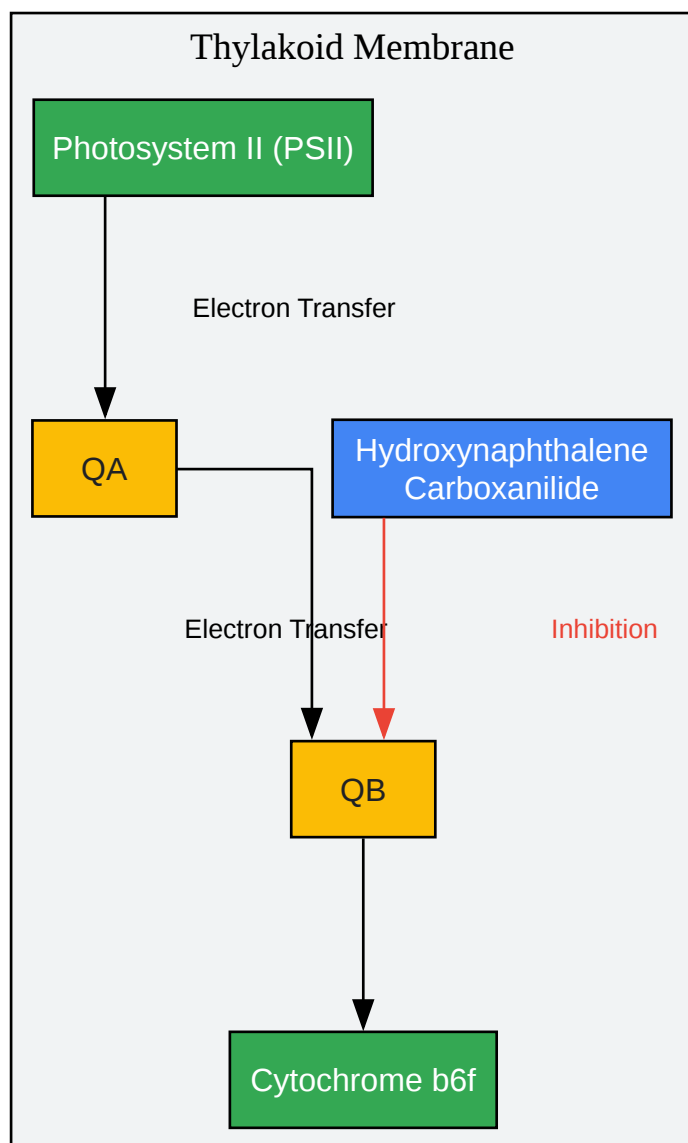 Thylakoid Membrane
Photosystem II (PSII)
Electron Transfer
QA
Hydroxynaphthalene
Carboxanilide
Electron Transfer
Inhibition
QB
Cytochrome b6f